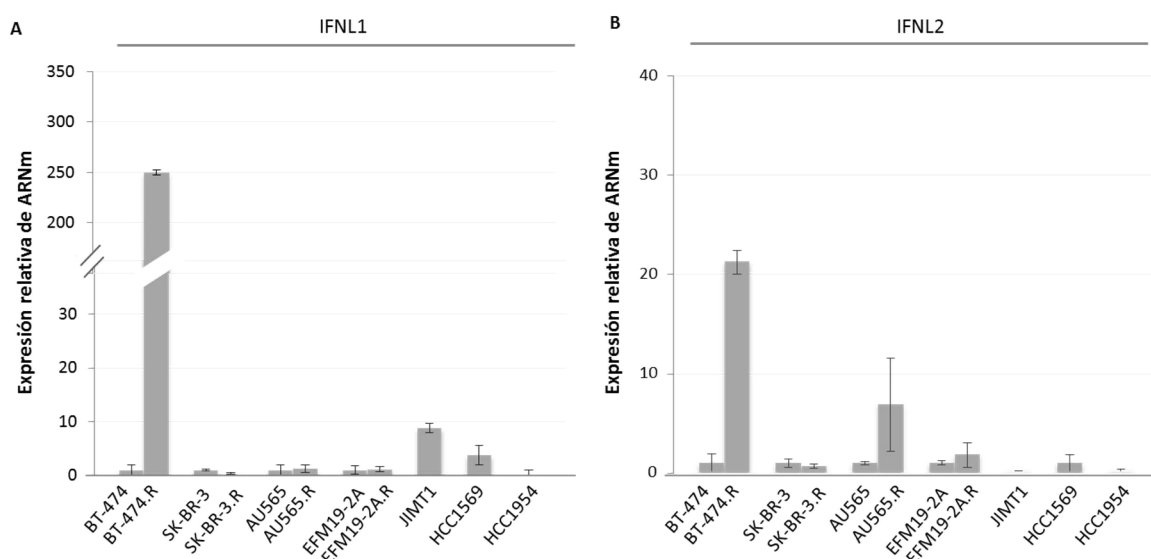 A
IFNL1
Expresión relativa de ARNm
350
300
250
200
30
20
10
0
BT-474
BT-474.R
SK-BR-3
SK-BR-3.R
AU565
AU565.R
EFM19-2A
EFM19-2A.R
JIMT1
HCC1569
HCC1954
B
IFNL2
Expresión relativa de ARNm
40
30
20
10
0
BT-474
BT-474.R
SK-BR-3
SK-BR-3.R
AU565
AU565.R
EFM19-2A
EFM19-2A.R
JIMT1
HCC1569
HCC1954